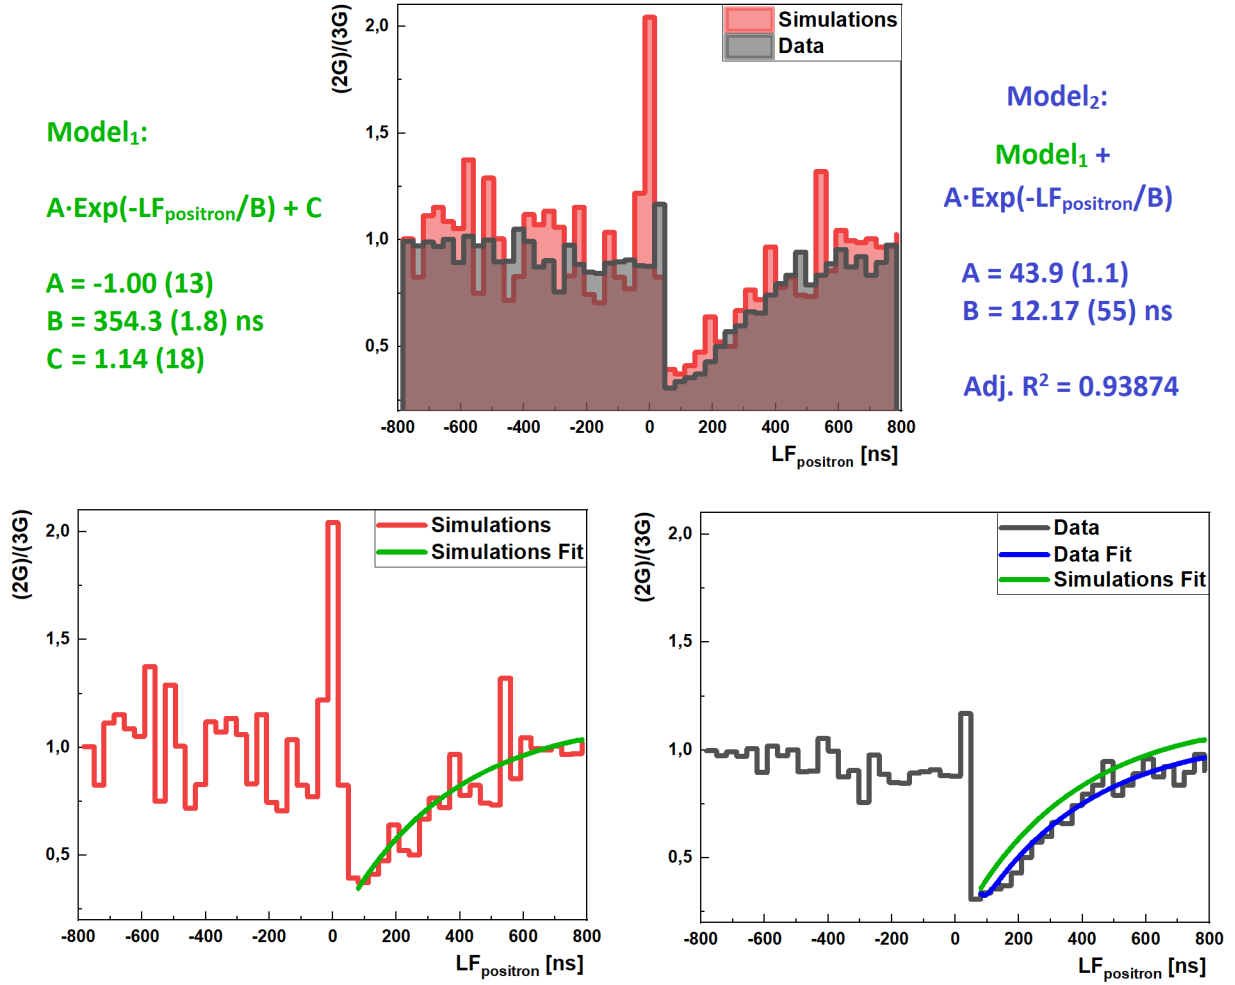 (2G)/(3G)
2,0
1,5
1,0
0,5
Simulations
Data
-800 -600 -400 -200 0 200 400 600 800
LFpositron [ns]
Model1:
A·Exp(-LFpositron/B) + C
A = -1.00 (13)
B = 354.3 (1.8) ns
C = 1.14 (18)
Model2:
Model1 +
A·Exp(-LFpositron/B)
A = 43.9 (1.1)
B = 12.17 (55) ns
Adj. R² = 0.93874
(2G)/(3G)
2,0
1,5
1,0
0,5
Simulations
Simulations Fit
-800 -600 -400 -200 0 200 400 600 800
LFpositron [ns]
(2G)/(3G)
2,0
1,5
1,0
0,5
Data
Data Fit
Simulations Fit
-800 -600 -400 -200 0 200 400 600 800
LFpositron [ns]